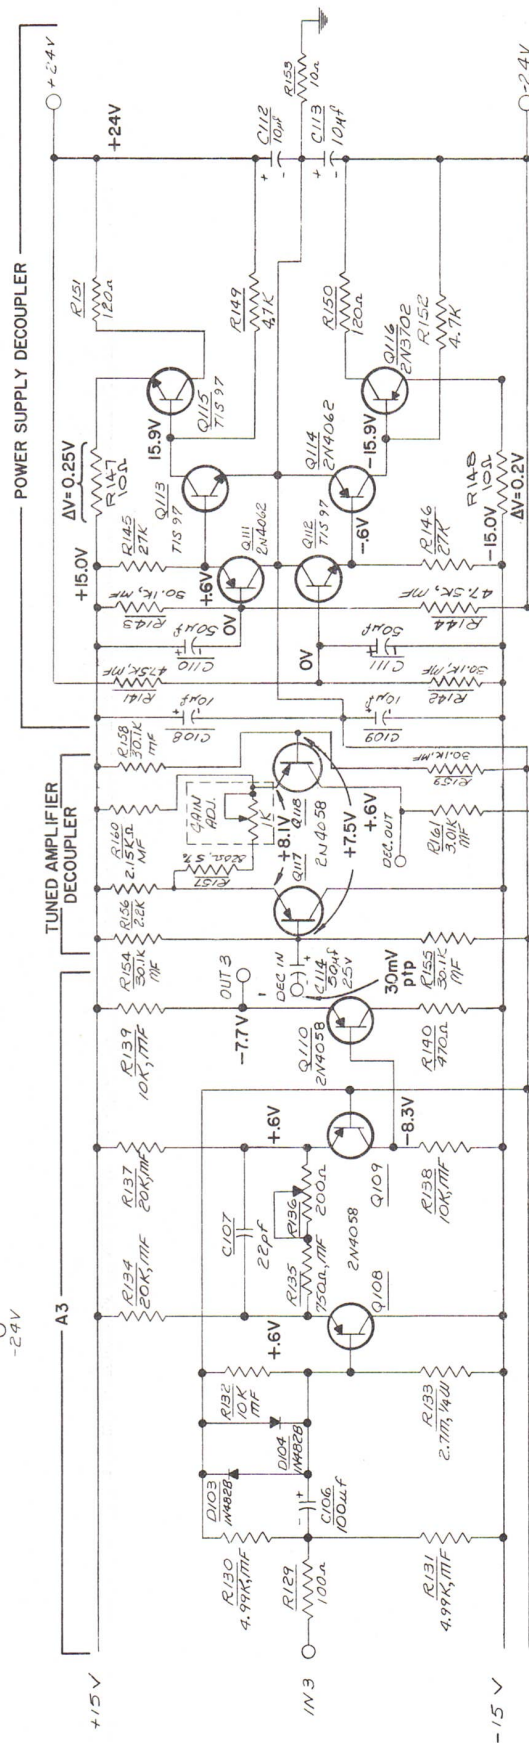 POWER SUPPLY DECOUPLER
TUNED AMPLIFIER
DECOUPLER
A3
-24V
+24V
+24V
-24V
R153
10Ω
C112
10μf
C113
10μf
R151
120Ω
R149
4.7K
R150
120Ω
R152
4.7K
Q115
TIS 97
Q116
2N3702
15.9V
-15.9V
ΔV=0.25V
R147
10Ω
Q113
TIS 97
Q114
2N4062
R148
10Ω
ΔV=0.2V
+15.0V
-15.0V
R145
27K
+.6V
Q111
2N4062
Q112
TIS 97
-.6V
R146
27K
R143
30.1K, MF
0V
0V
R144
47.5K, MF
C110
50μf
C111
50μf
R141
47.5K, MF
R142
30.1K, MF
C108
10μf
C109
10μf
R158
30.1K
MF
R159
30.1K, MF
R160
2.15KΩ
MF
GAIN
ADJ.
1K
R157
820Ω, 5%
+8.1V
Q118
2N4058
Q117
+7.5V
+.6V
DEC. OUT
R161
3.01K
MF
R156
2.2K
R154
30.1K
MF
DEC IN
C114
50μf
25V
30mV
ptp
R155
30.1K
MF
OUT 3
-7.7V
R139
10K, MF
Q110
2N4058
R140
470Ω
-8.3V
R137
20K, MF
+.6V
C107
22pf
R136
200Ω
R135
750Ω, MF
2N4058
Q109
R138
10K, MF
R134
20K, MF
+.6V
Q108
R132
10K
MF
R133
2.7M, 1/4W
D103
1N4828
D104
1N4828
C106
100μf
R130
4.99K, MF
R129
100Ω
R131
4.99K, MF
+15V
IN3
-15V